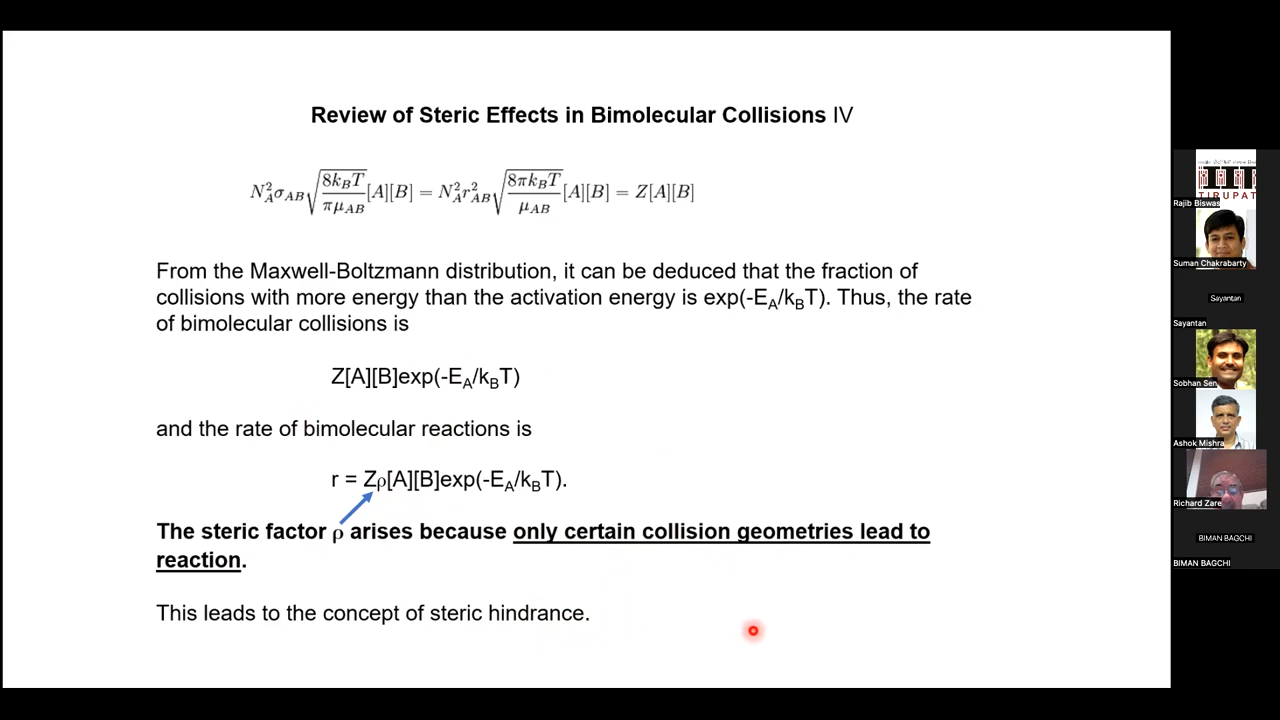 Review of Steric Effects in Bimolecular Collisions IV
N_A^2 σ_AB √(8k_BT/πμ_AB) [A][B] = N_A^2 r_AB^2 √(8πk_BT/μ_AB) [A][B] = Z[A][B]
From the Maxwell-Boltzmann distribution, it can be deduced that the fraction of
collisions with more energy than the activation energy is exp(-E_A/k_BT). Thus, the rate
of bimolecular collisions is
Z[A][B]exp(-E_A/k_BT)
and the rate of bimolecular reactions is
r = Zρ[A][B]exp(-E_A/k_BT).
The steric factor ρ arises because only certain collision geometries lead to
reaction.
This leads to the concept of steric hindrance.
TIRUPAT
Rajib Biswas
Suman Chakrabarty
Sayantan
Sayantan
Sobhan Sen
Ashok Mishra
Richard Zare
BIMAN BAGCHI
BIMAN BAGCHI